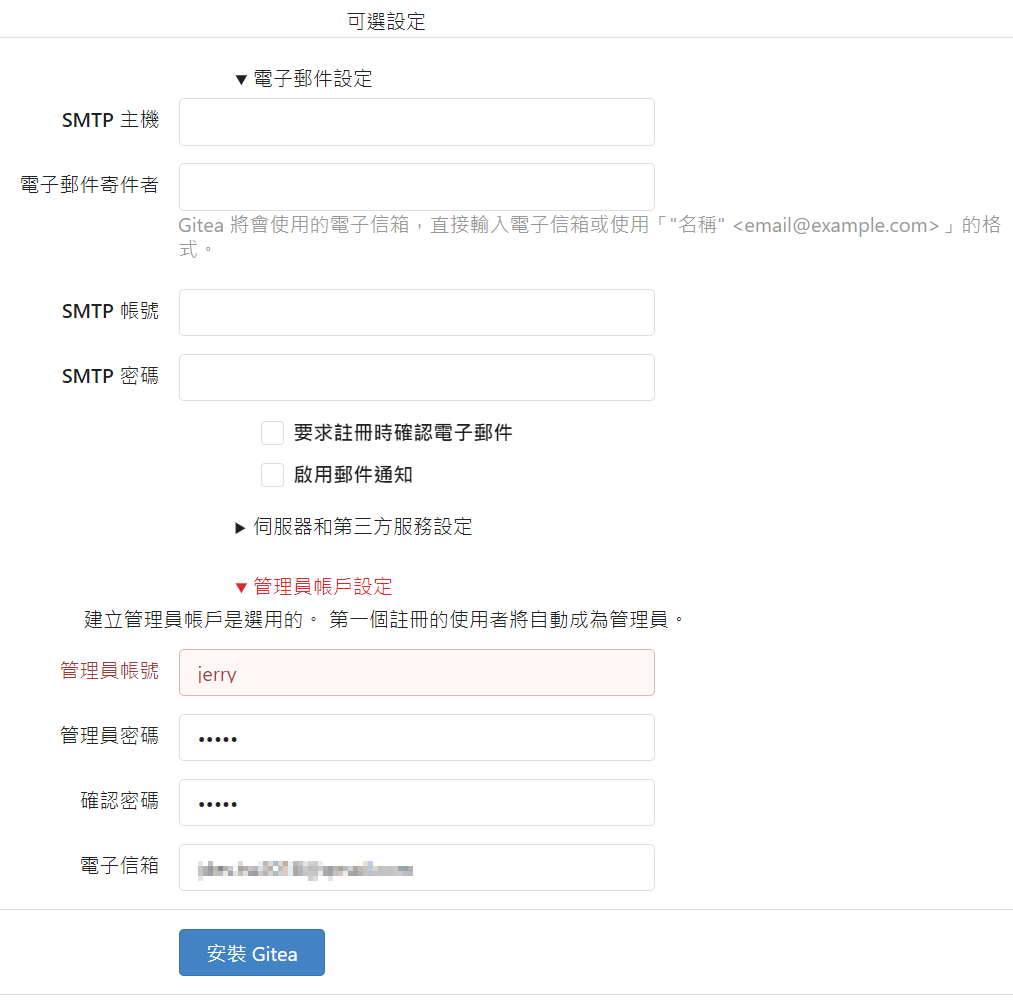 可選設定
▼ 電子郵件設定
SMTP 主機
電子郵件寄件者
Gitea 將會使用的電子信箱，直接輸入電子信箱或使用「"名稱" <email@example.com>」的格
式。
SMTP 帳號
SMTP 密碼
要求註冊時確認電子郵件
啟用郵件通知
▶ 伺服器和第三方服務設定
▼ 管理員帳戶設定
建立管理員帳戶是選用的。 第一個註冊的使用者將自動成為管理員。
管理員帳號 jerry
管理員密碼 •••••
確認密碼 •••••
電子信箱
安裝 Gitea